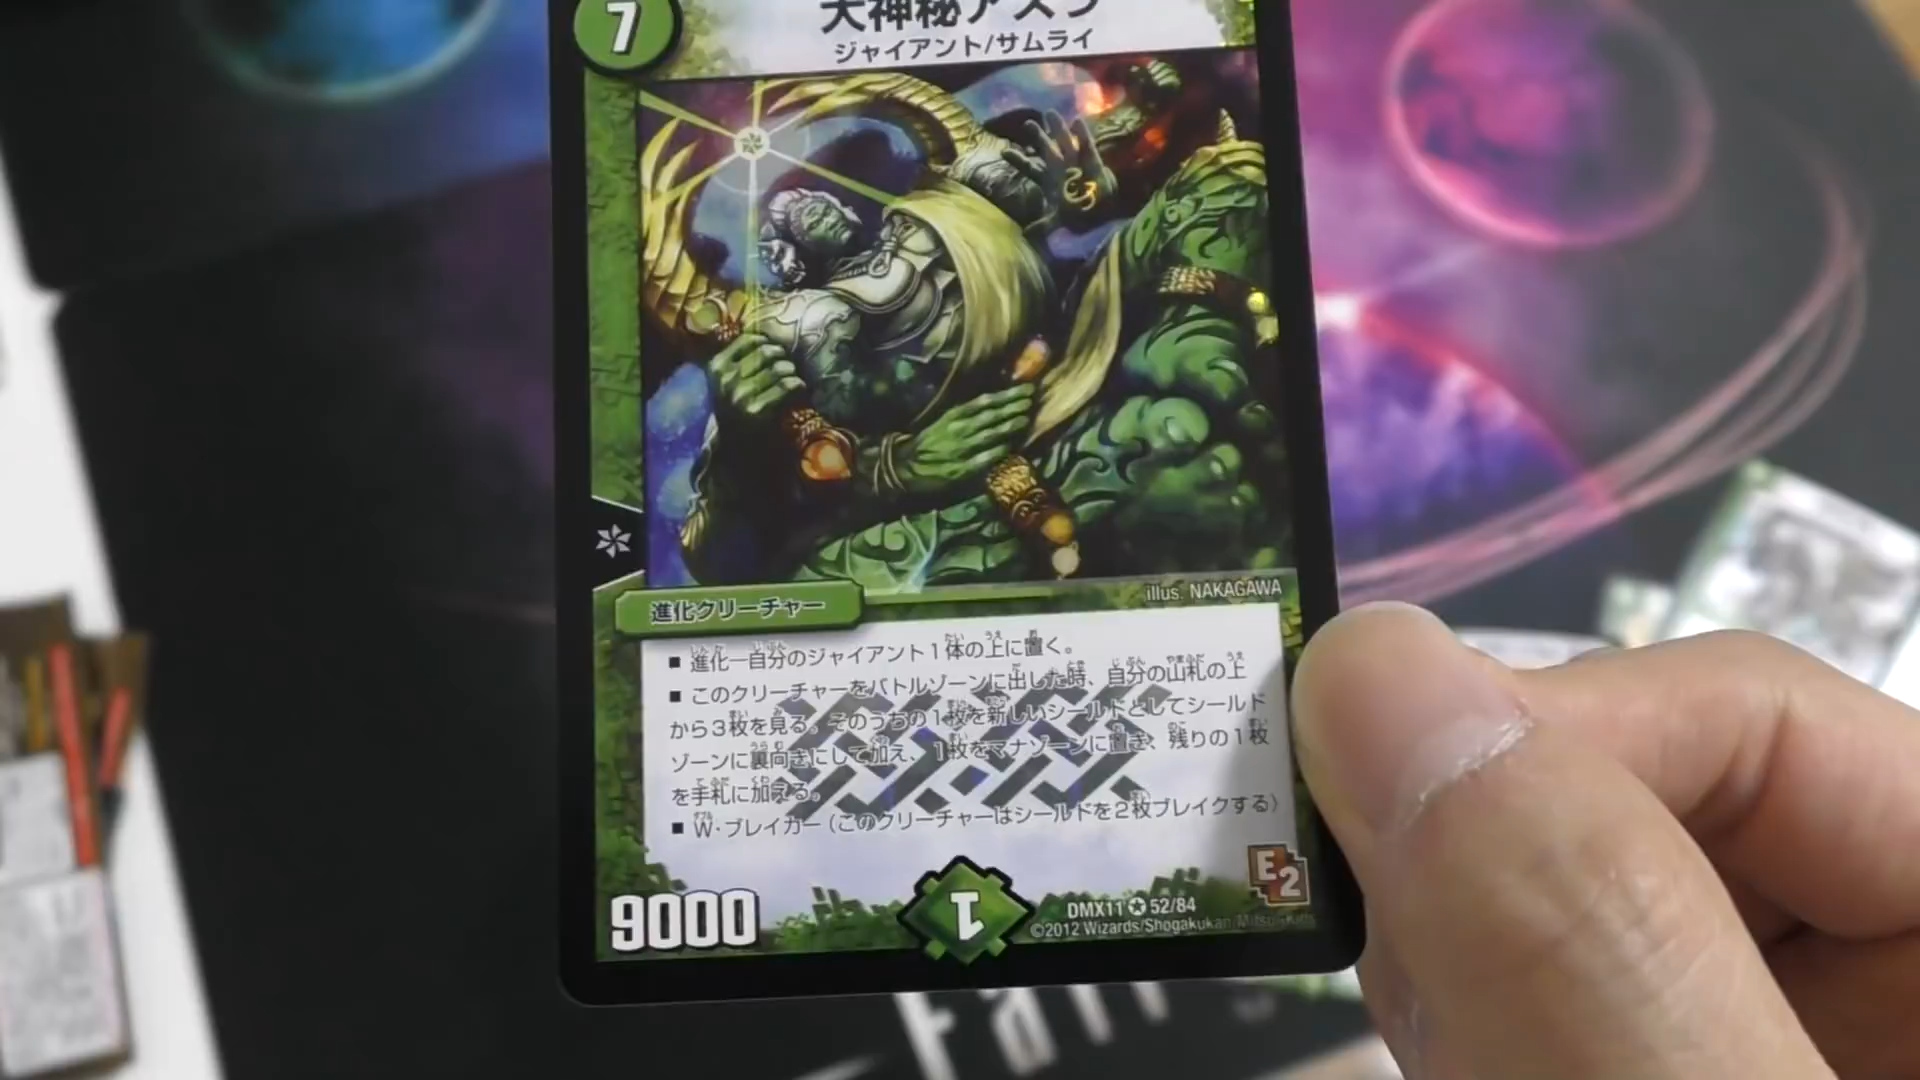 7
大神秘アスラ
ジャイアント/サムライ
illus. NAKAGAWA
進化クリーチャー
■ 進化―自分のジャイアント1体の上に置く。
■ このクリーチャーをバトルゾーンに出した時、自分の山札の上
から3枚を見る。そのうちの1枚を新しいシールドとしてシールド
ゾーンに裏向きにして加え、1枚をマナゾーンに置き、残りの1枚
を手札に加える。
■ W・ブレイカー (このクリーチャーはシールドを2枚ブレイクする)
E2
9000
1
DMX11 52/84
©2012 Wizards/Shogakukan/Mitsui-Kids